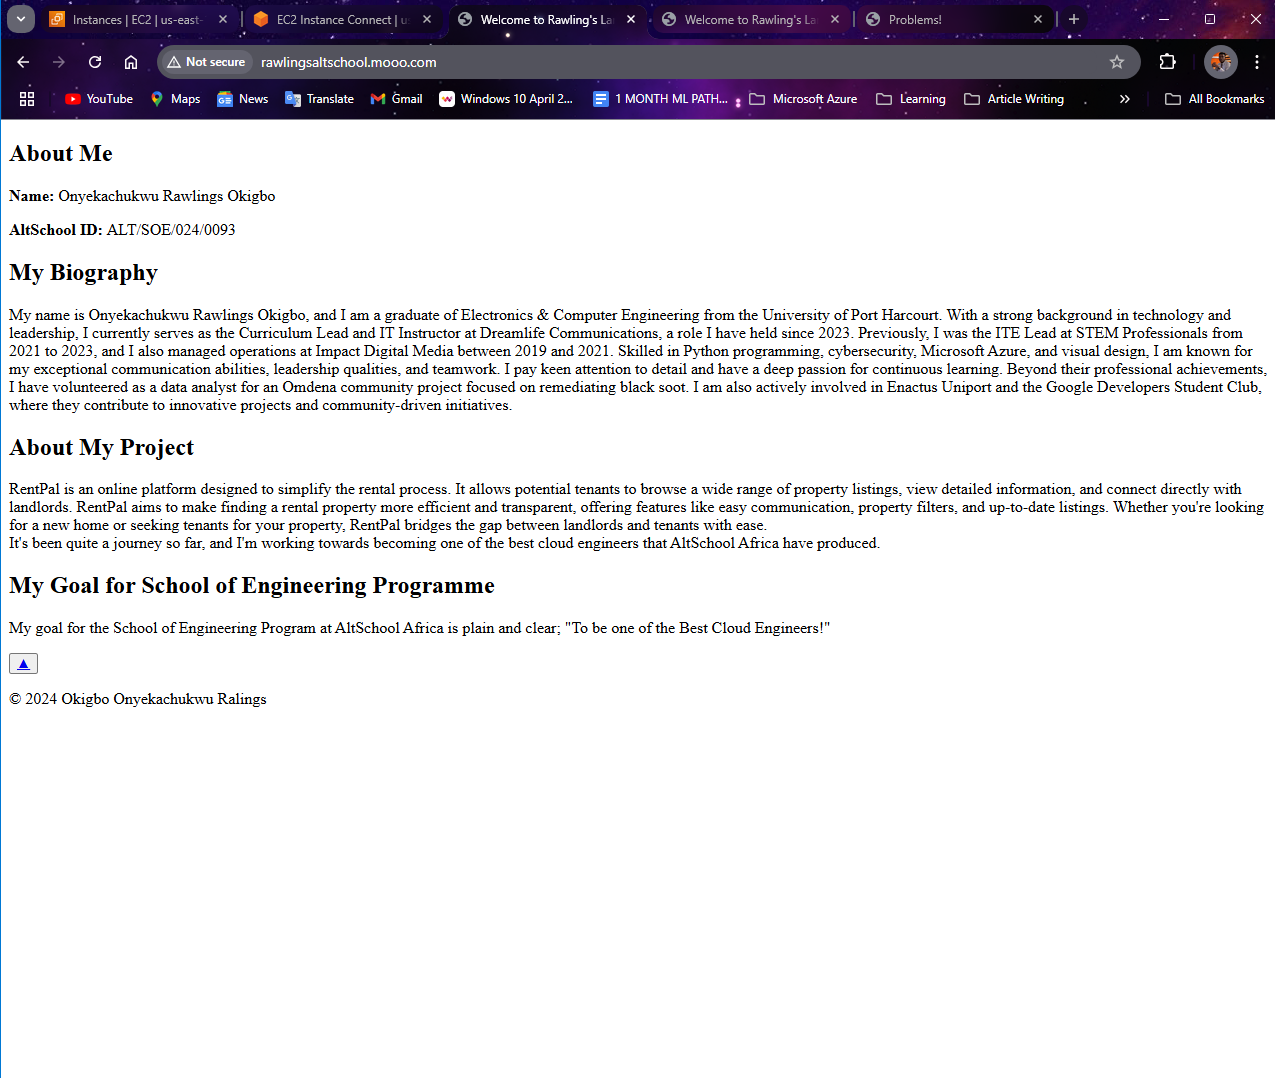 Instances | EC2 | us-east-
EC2 Instance Connect | u
Welcome to Rawling's La
Welcome to Rawling's La
Problems!
Not secure
rawlingsaltschool.mooo.com
YouTube
Maps
News
Translate
Gmail
Windows 10 April 2...
1 MONTH ML PATH...
Microsoft Azure
Learning
Article Writing
All Bookmarks
About Me
Name: Onyekachukwu Rawlings Okigbo
AltSchool ID: ALT/SOE/024/0093
My Biography
My name is Onyekachukwu Rawlings Okigbo, and I am a graduate of Electronics & Computer Engineering from the University of Port Harcourt. With a strong background in technology and
leadership, I currently serves as the Curriculum Lead and IT Instructor at Dreamlife Communications, a role I have held since 2023. Previously, I was the ITE Lead at STEM Professionals from
2021 to 2023, and I also managed operations at Impact Digital Media between 2019 and 2021. Skilled in Python programming, cybersecurity, Microsoft Azure, and visual design, I am known for
my exceptional communication abilities, leadership qualities, and teamwork. I pay keen attention to detail and have a deep passion for continuous learning. Beyond their professional achievements,
I have volunteered as a data analyst for an Omdena community project focused on remediating black soot. I am also actively involved in Enactus Uniport and the Google Developers Student Club,
where they contribute to innovative projects and community-driven initiatives.
About My Project
RentPal is an online platform designed to simplify the rental process. It allows potential tenants to browse a wide range of property listings, view detailed information, and connect directly with
landlords. RentPal aims to make finding a rental property more efficient and transparent, offering features like easy communication, property filters, and up-to-date listings. Whether you're looking
for a new home or seeking tenants for your property, RentPal bridges the gap between landlords and tenants with ease.
It's been quite a journey so far, and I'm working towards becoming one of the best cloud engineers that AltSchool Africa have produced.
My Goal for School of Engineering Programme
My goal for the School of Engineering Program at AltSchool Africa is plain and clear; "To be one of the Best Cloud Engineers!"
▲
© 2024 Okigbo Onyekachukwu Ralings